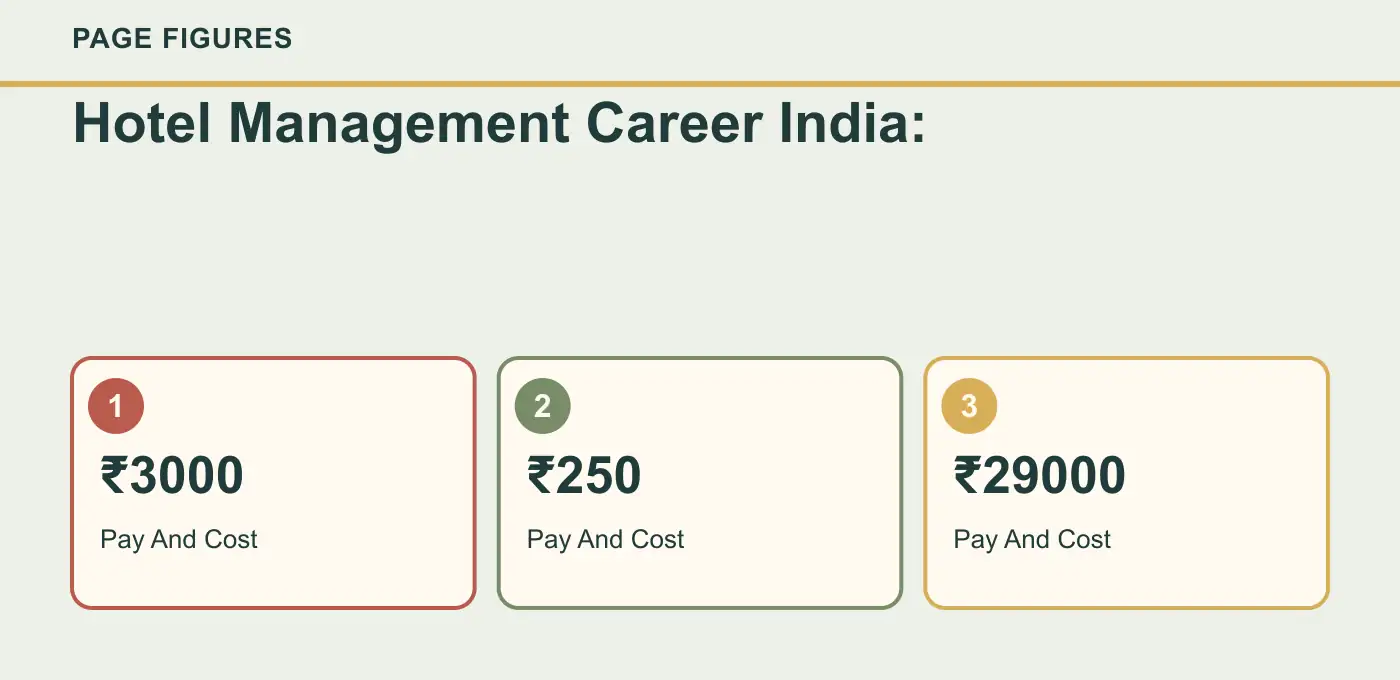 PAGE FIGURES
Hotel Management Career India:
1
₹3000
Pay And Cost
2
₹250
Pay And Cost
3
₹29000
Pay And Cost